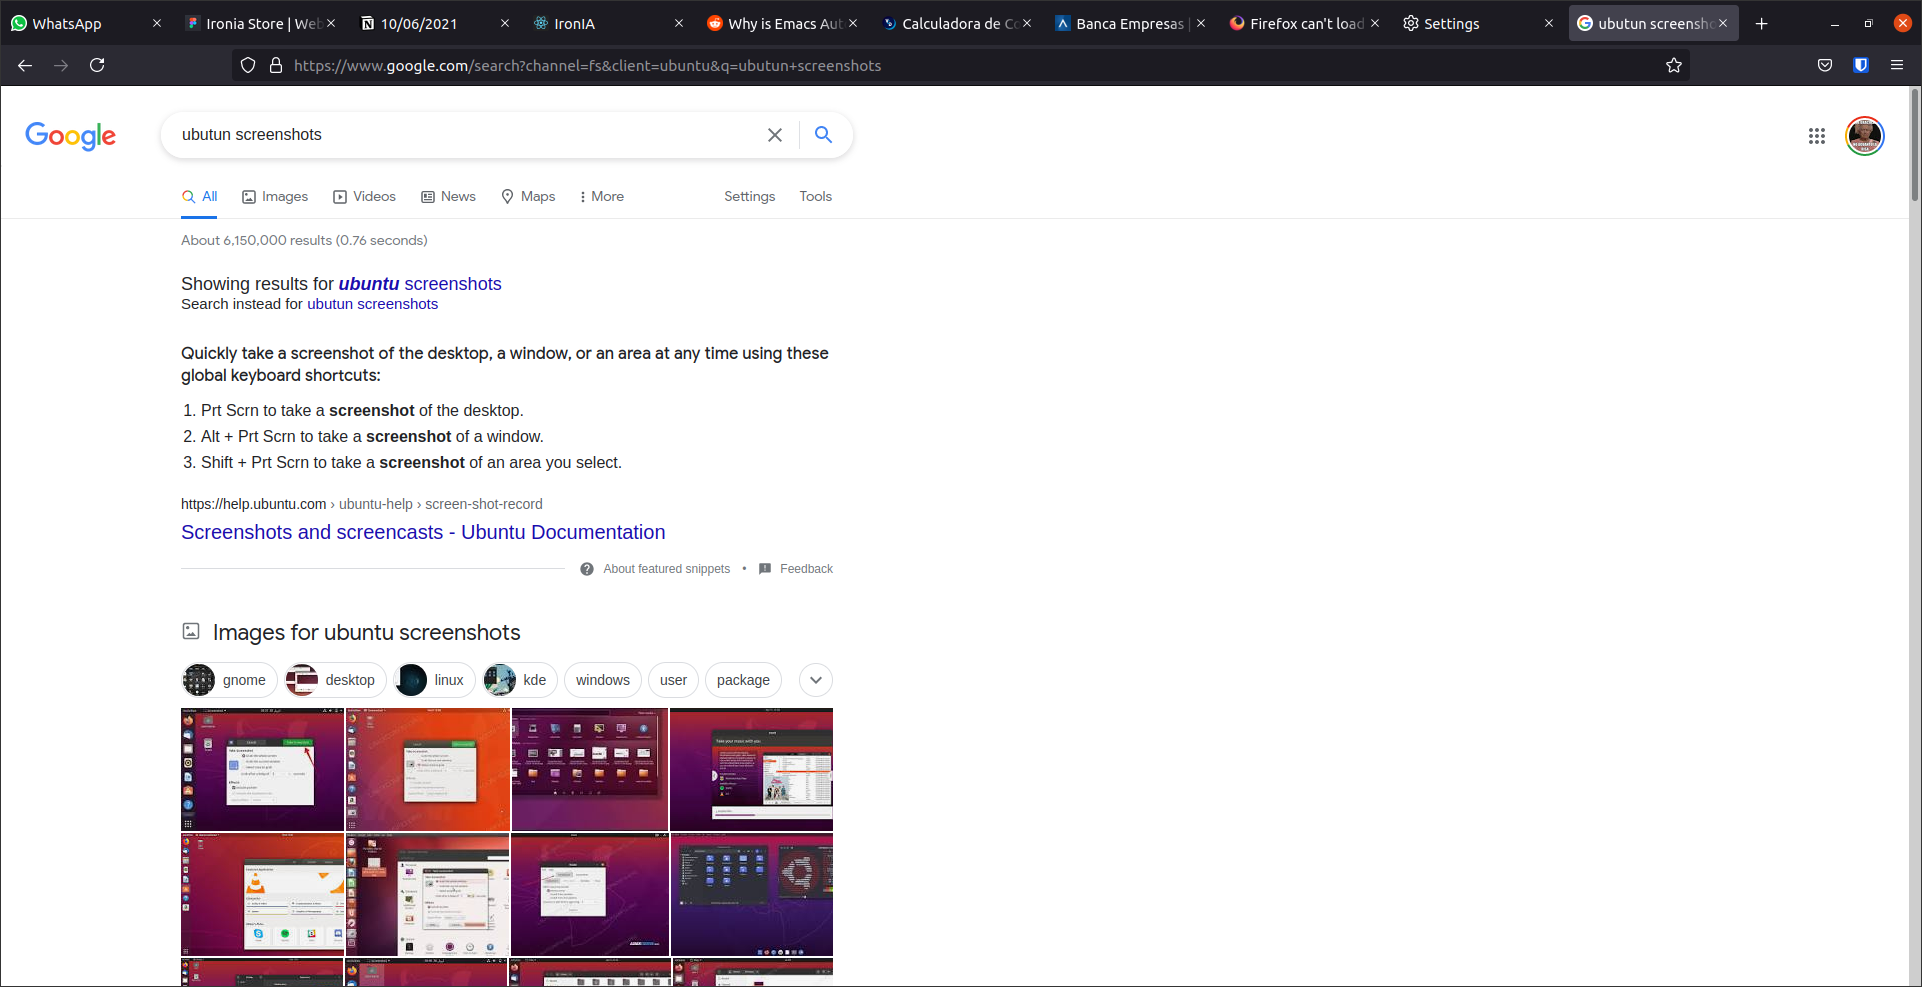 WhatsApp
Ironia Store | Web
10/06/2021
IronIA
Why is Emacs Aut
Calculadora de Co
Banca Empresas |
Firefox can't load
Settings
ubutun screensho
https://www.google.com/search?channel=fs&client=ubuntu&q=ubutun+screenshots
Google
ubutun screenshots
All Images Videos News Maps More Settings Tools
About 6,150,000 results (0.76 seconds)
Showing results for ubuntu screenshots
Search instead for ubutun screenshots
Quickly take a screenshot of the desktop, a window, or an area at any time using these
global keyboard shortcuts:
1. Prt Scrn to take a screenshot of the desktop.
2. Alt + Prt Scrn to take a screenshot of a window.
3. Shift + Prt Scrn to take a screenshot of an area you select.
https://help.ubuntu.com › ubuntu-help › screen-shot-record
Screenshots and screencasts - Ubuntu Documentation
About featured snippets • Feedback
Images for ubuntu screenshots
gnome desktop linux kde windows user package
Take your music with you